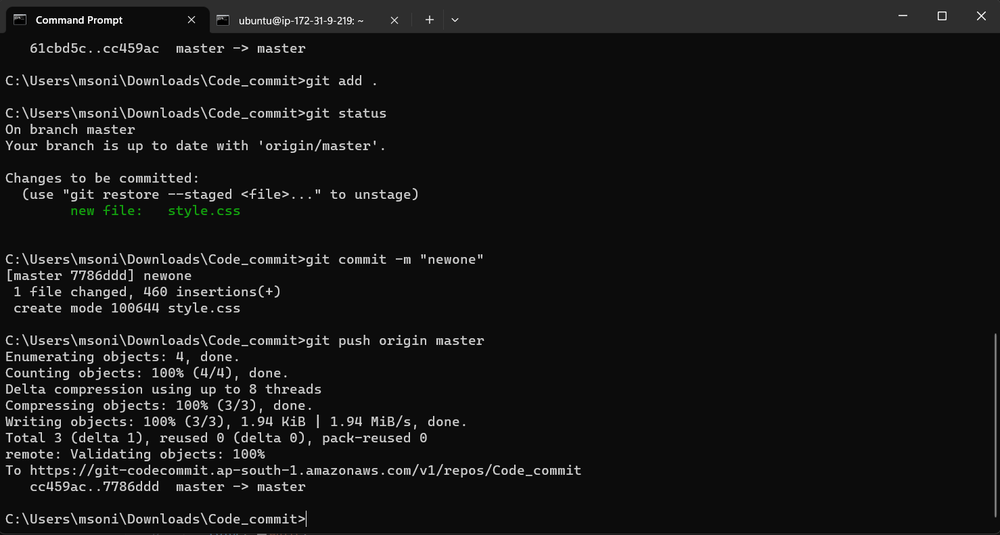 Command Prompt
ubuntu@ip-172-31-9-219: ~
61cbd5c..cc459ac  master -> master
C:\Users\msoni\Downloads\Code_commit>git add .
C:\Users\msoni\Downloads\Code_commit>git status
On branch master
Your branch is up to date with 'origin/master'.
Changes to be committed:
  (use "git restore --staged <file>..." to unstage)
        new file:   style.css
C:\Users\msoni\Downloads\Code_commit>git commit -m "newone"
[master 7786ddd] newone
 1 file changed, 460 insertions(+)
 create mode 100644 style.css
C:\Users\msoni\Downloads\Code_commit>git push origin master
Enumerating objects: 4, done.
Counting objects: 100% (4/4), done.
Delta compression using up to 8 threads
Compressing objects: 100% (3/3), done.
Writing objects: 100% (3/3), 1.94 KiB | 1.94 MiB/s, done.
Total 3 (delta 1), reused 0 (delta 0), pack-reused 0
remote: Validating objects: 100%
To https://git-codecommit.ap-south-1.amazonaws.com/v1/repos/Code_commit
   cc459ac..7786ddd  master -> master
C:\Users\msoni\Downloads\Code_commit>